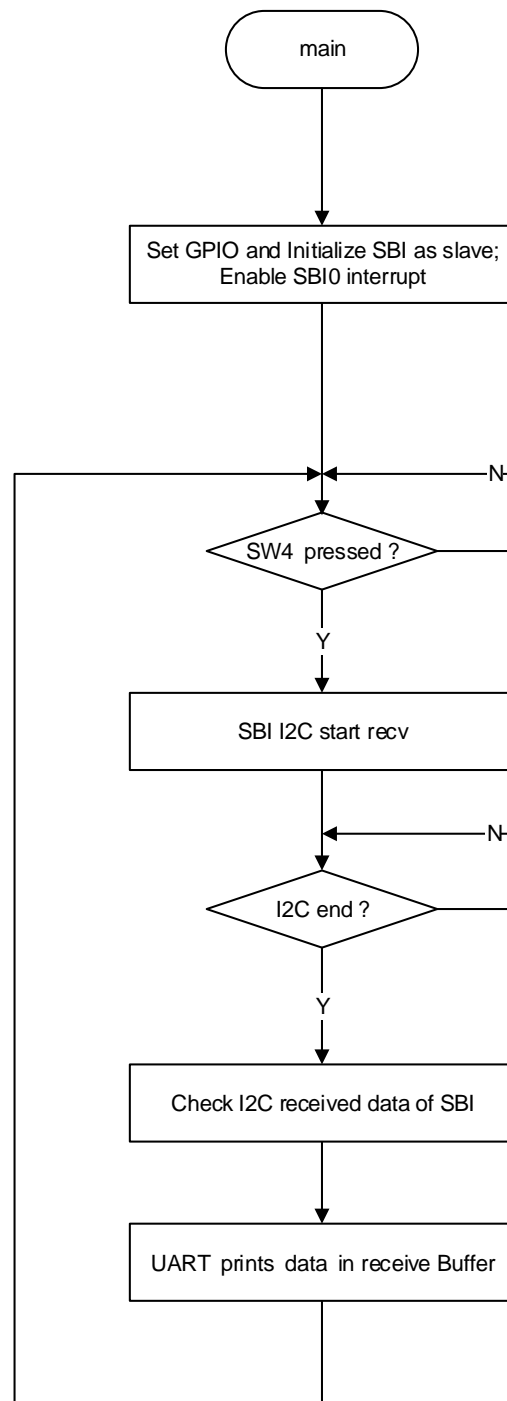 main
Set GPIO and Initialize SBI as slave;
Enable SBI0 interrupt
N
SW4 pressed ?
Y
SBI I2C start recv
N
I2C end ?
Y
Check I2C received data of SBI
UART prints data in receive Buffer